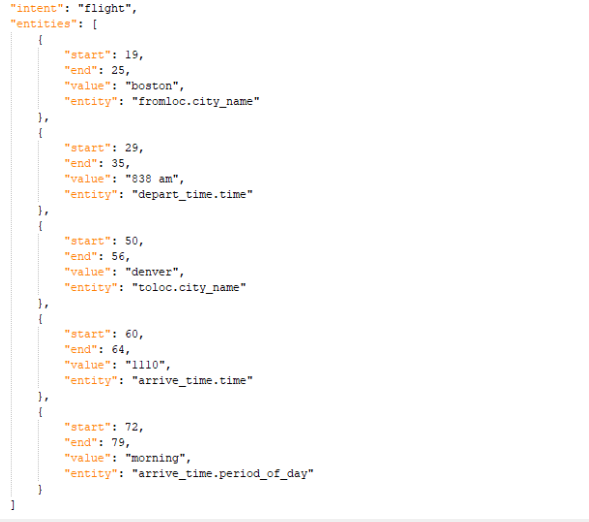 "intent": "flight",
"entities": [
{
"start": 19,
"end": 25,
"value": "boston",
"entity": "fromloc.city_name"
},
{
"start": 29,
"end": 35,
"value": "838 am",
"entity": "depart_time.time"
},
{
"start": 50,
"end": 56,
"value": "denver",
"entity": "toloc.city_name"
},
{
"start": 60,
"end": 64,
"value": "1110",
"entity": "arrive_time.time"
},
{
"start": 72,
"end": 79,
"value": "morning",
"entity": "arrive_time.period_of_day"
}
]